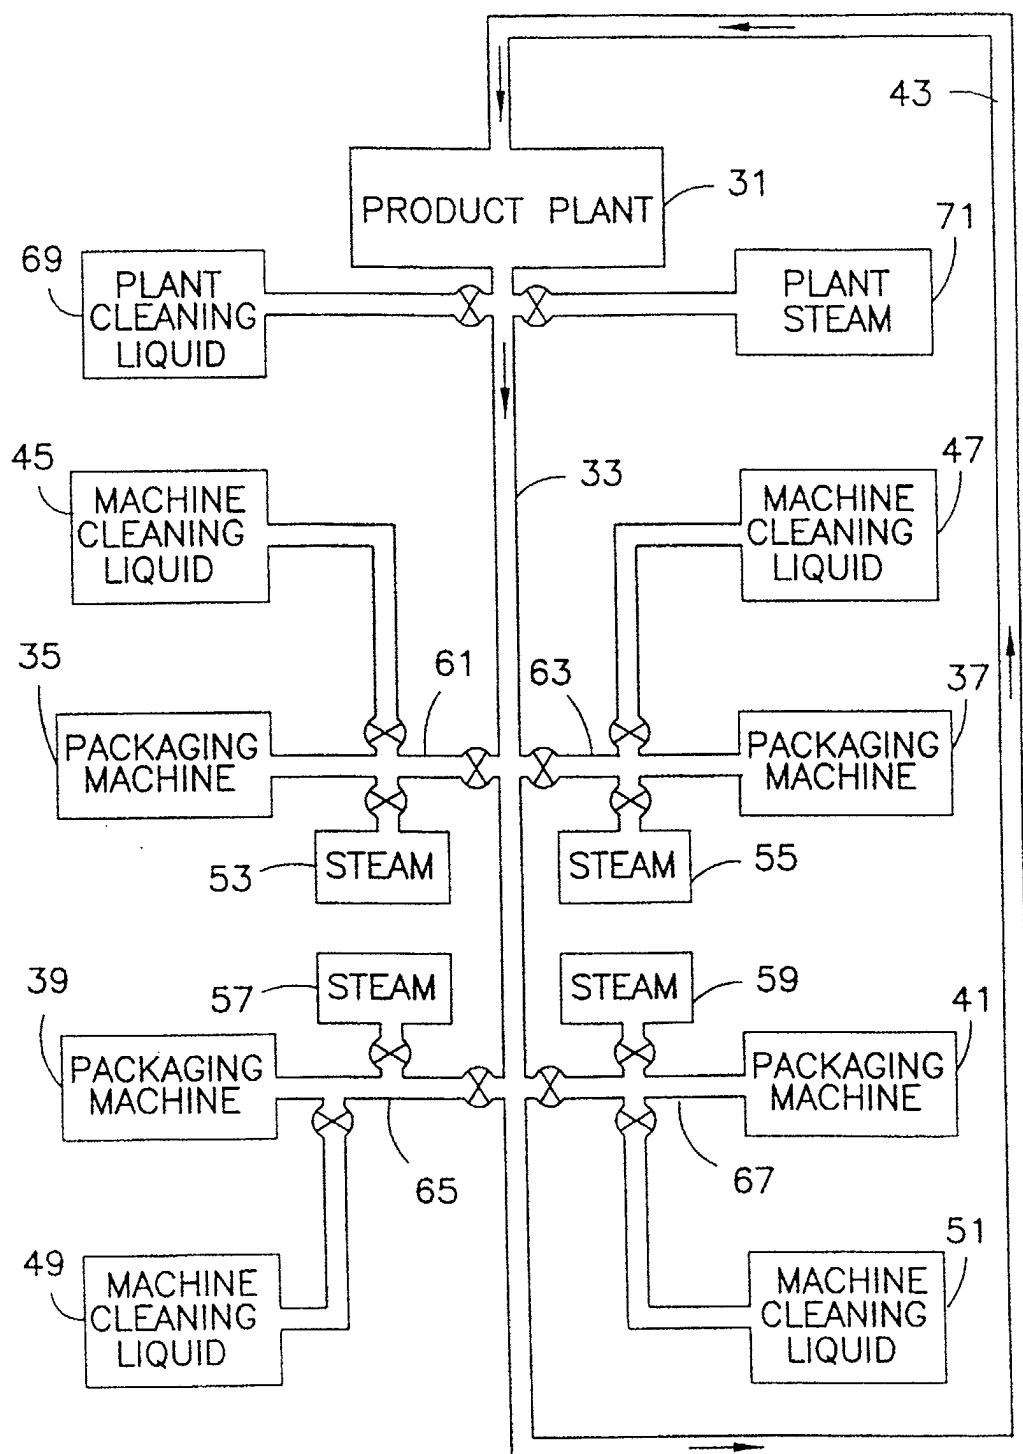 43
PRODUCT PLANT
31
69
PLANT
CLEANING
LIQUID
PLANT
STEAM
71
45
MACHINE
CLEANING
LIQUID
33
MACHINE
CLEANING
LIQUID
47
35
PACKAGING
MACHINE
61
63
PACKAGING
MACHINE
37
53
STEAM
STEAM
55
39
57
STEAM
STEAM
59
41
PACKAGING
MACHINE
PACKAGING
MACHINE
65
67
49
MACHINE
CLEANING
LIQUID
MACHINE
CLEANING
LIQUID
51